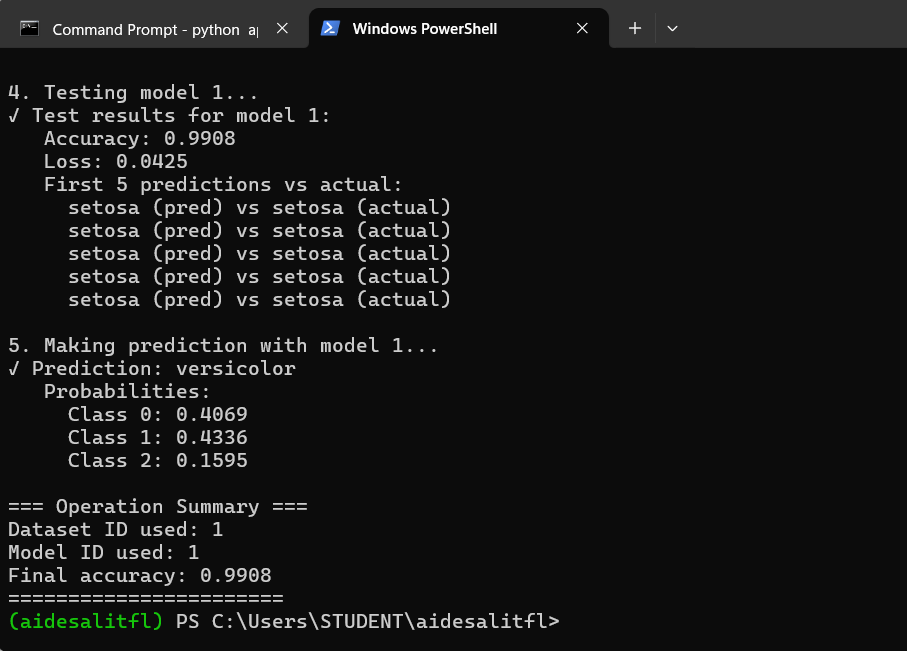 Command Prompt - python ap
Windows PowerShell
4. Testing model 1...
√ Test results for model 1:
Accuracy: 0.9908
Loss: 0.0425
First 5 predictions vs actual:
setosa (pred) vs setosa (actual)
setosa (pred) vs setosa (actual)
setosa (pred) vs setosa (actual)
setosa (pred) vs setosa (actual)
setosa (pred) vs setosa (actual)
5. Making prediction with model 1...
√ Prediction: versicolor
Probabilities:
Class 0: 0.4069
Class 1: 0.4336
Class 2: 0.1595
=== Operation Summary ===
Dataset ID used: 1
Model ID used: 1
Final accuracy: 0.9908
=======================
(aidesalitfl) PS C:\Users\STUDENT\aidesalitfl>